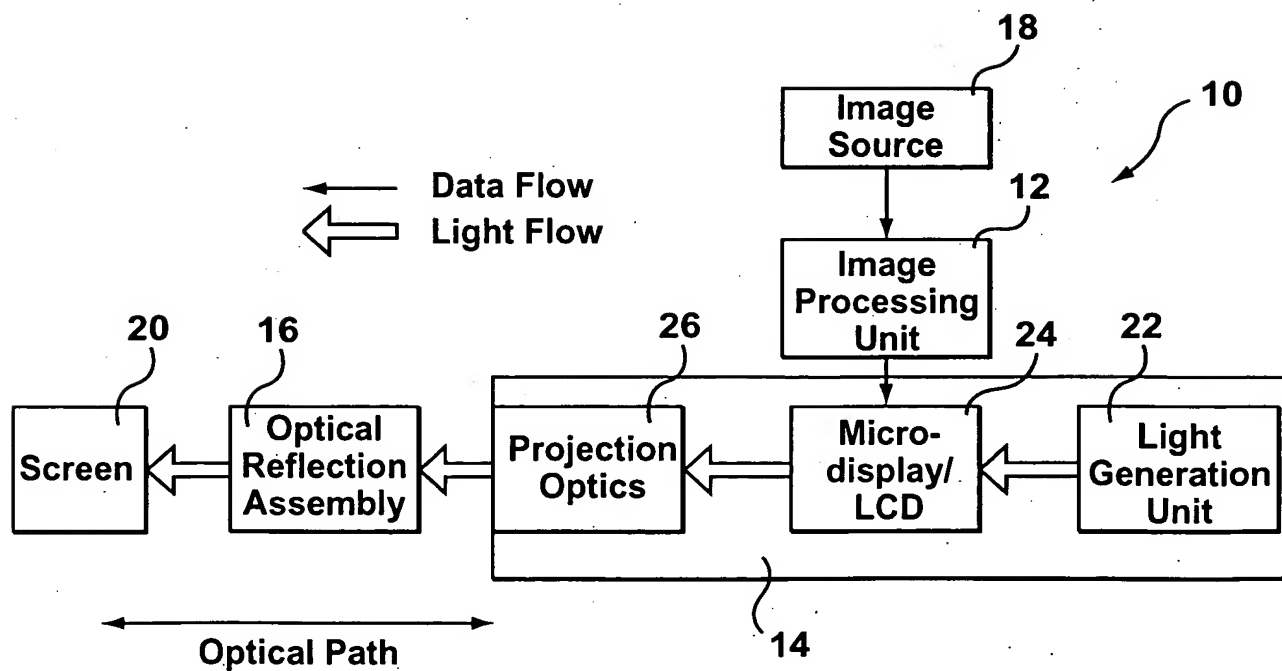 18
10
Image
Source
Data Flow
Light Flow
12
Image
Processing
Unit
20
16
26
24
22
Screen
Optical
Reflection
Assembly
Projection
Optics
Micro-
display/
LCD
Light
Generation
Unit
14
Optical Path